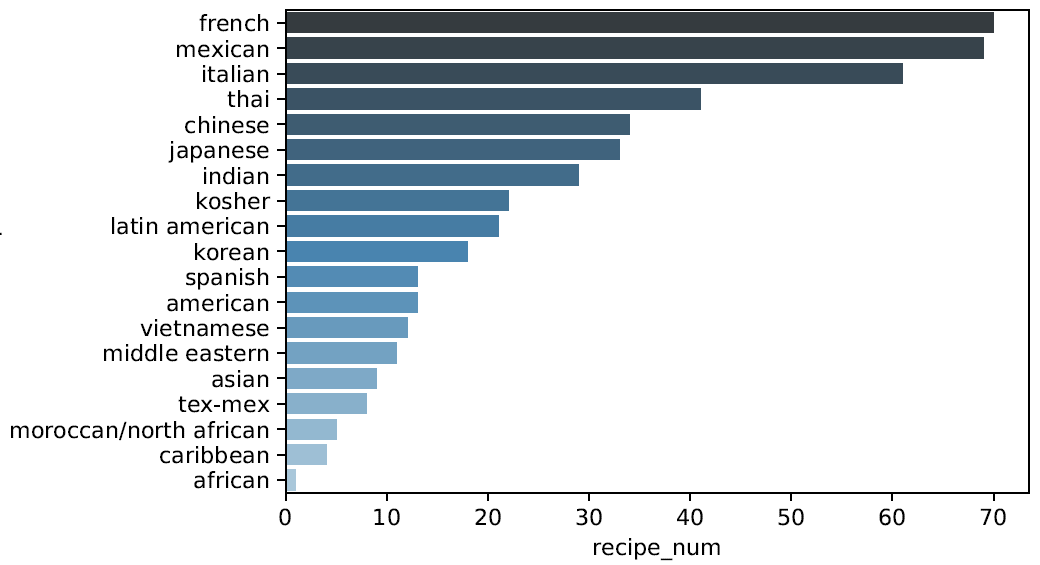 french
mexican
italian
thai
chinese
japanese
indian
kosher
latin american
korean
spanish
american
vietnamese
middle eastern
asian
tex-mex
moroccan/north african
caribbean
african
0 10 20 30 40 50 60 70
recipe_num